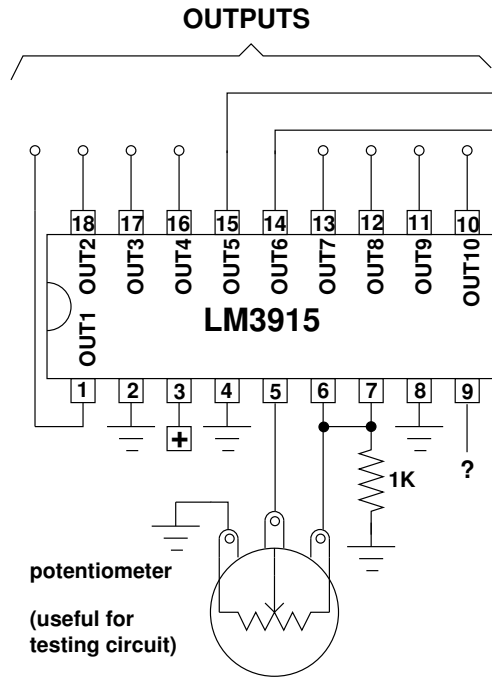 OUTPUTS
18 17 16 15 14 13 12 11 10
OUT1 OUT2 OUT3 OUT4 OUT5 OUT6 OUT7 OUT8 OUT9 OUT10
LM3915
1 2 3 4 5 6 7 8 9
+
?
1K
potentiometer
(useful for
testing circuit)